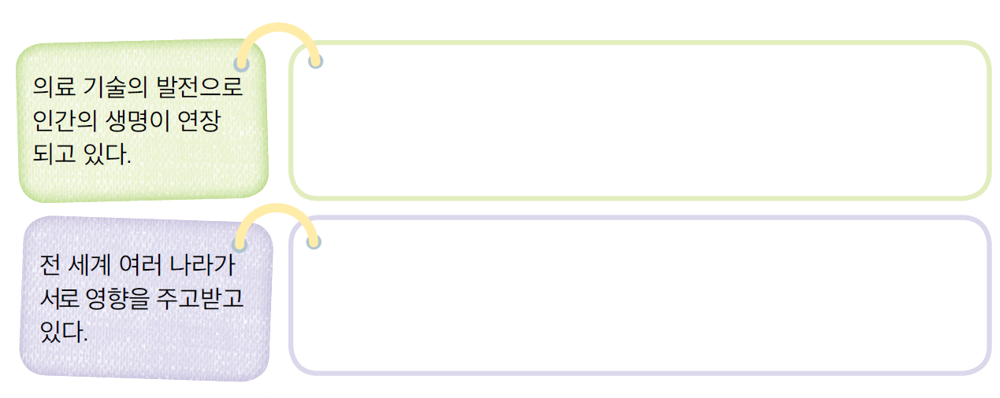 의료 기술의 발전으로
인간의 생명이 연장
되고 있다.
전 세계 여러 나라가
서로 영향을 주고받고
있다.